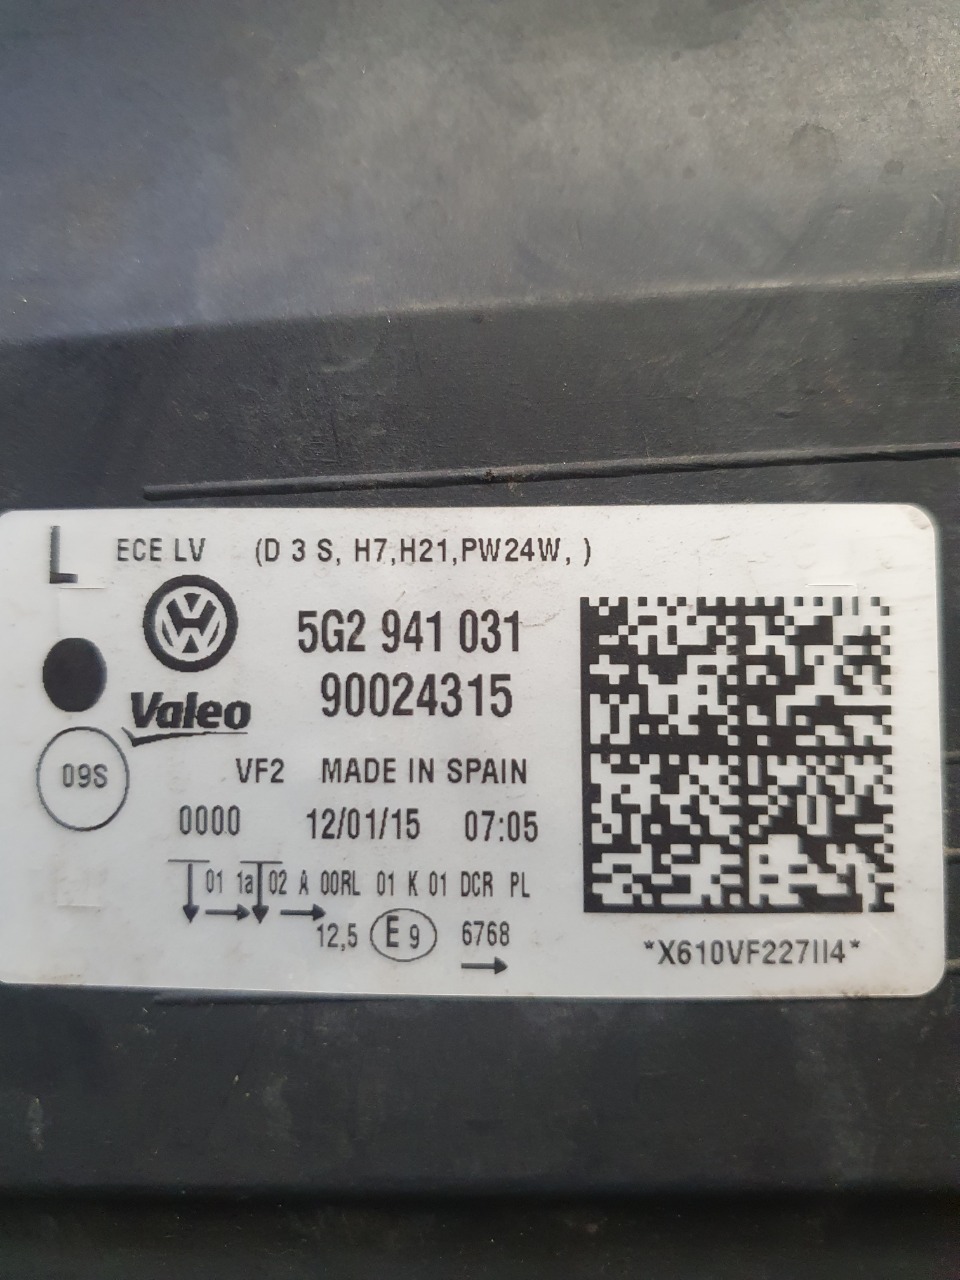 L ECE LV (D 3 S, H7,H21,PW24W, )
5G2 941 031
90024315
Valeo
09S
VF2 MADE IN SPAIN
0000 12/01/15 07:05
01 1a 02 A 00RL 01 K 01 DCR PL
12,5 E9 6768
*X610VF227II4*